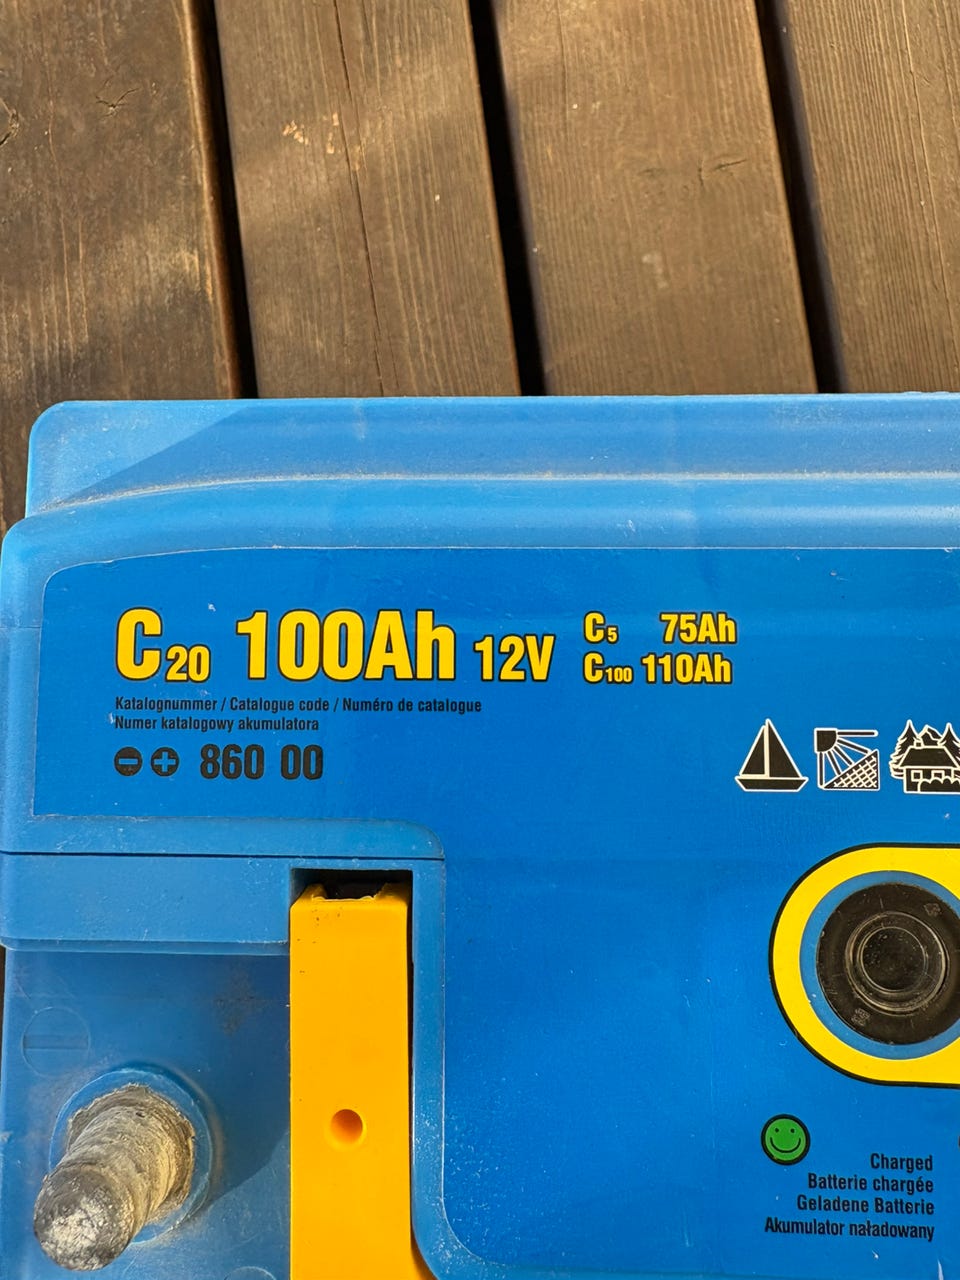 C20 100Ah 12V
C5 75Ah
C100 110Ah
Katalognummer / Catalogue code / Numéro de catalogue
Numer katalogowy akumulatora
860 00
Charged
Batterie chargée
Geladene Batterie
Akumulator naładowany